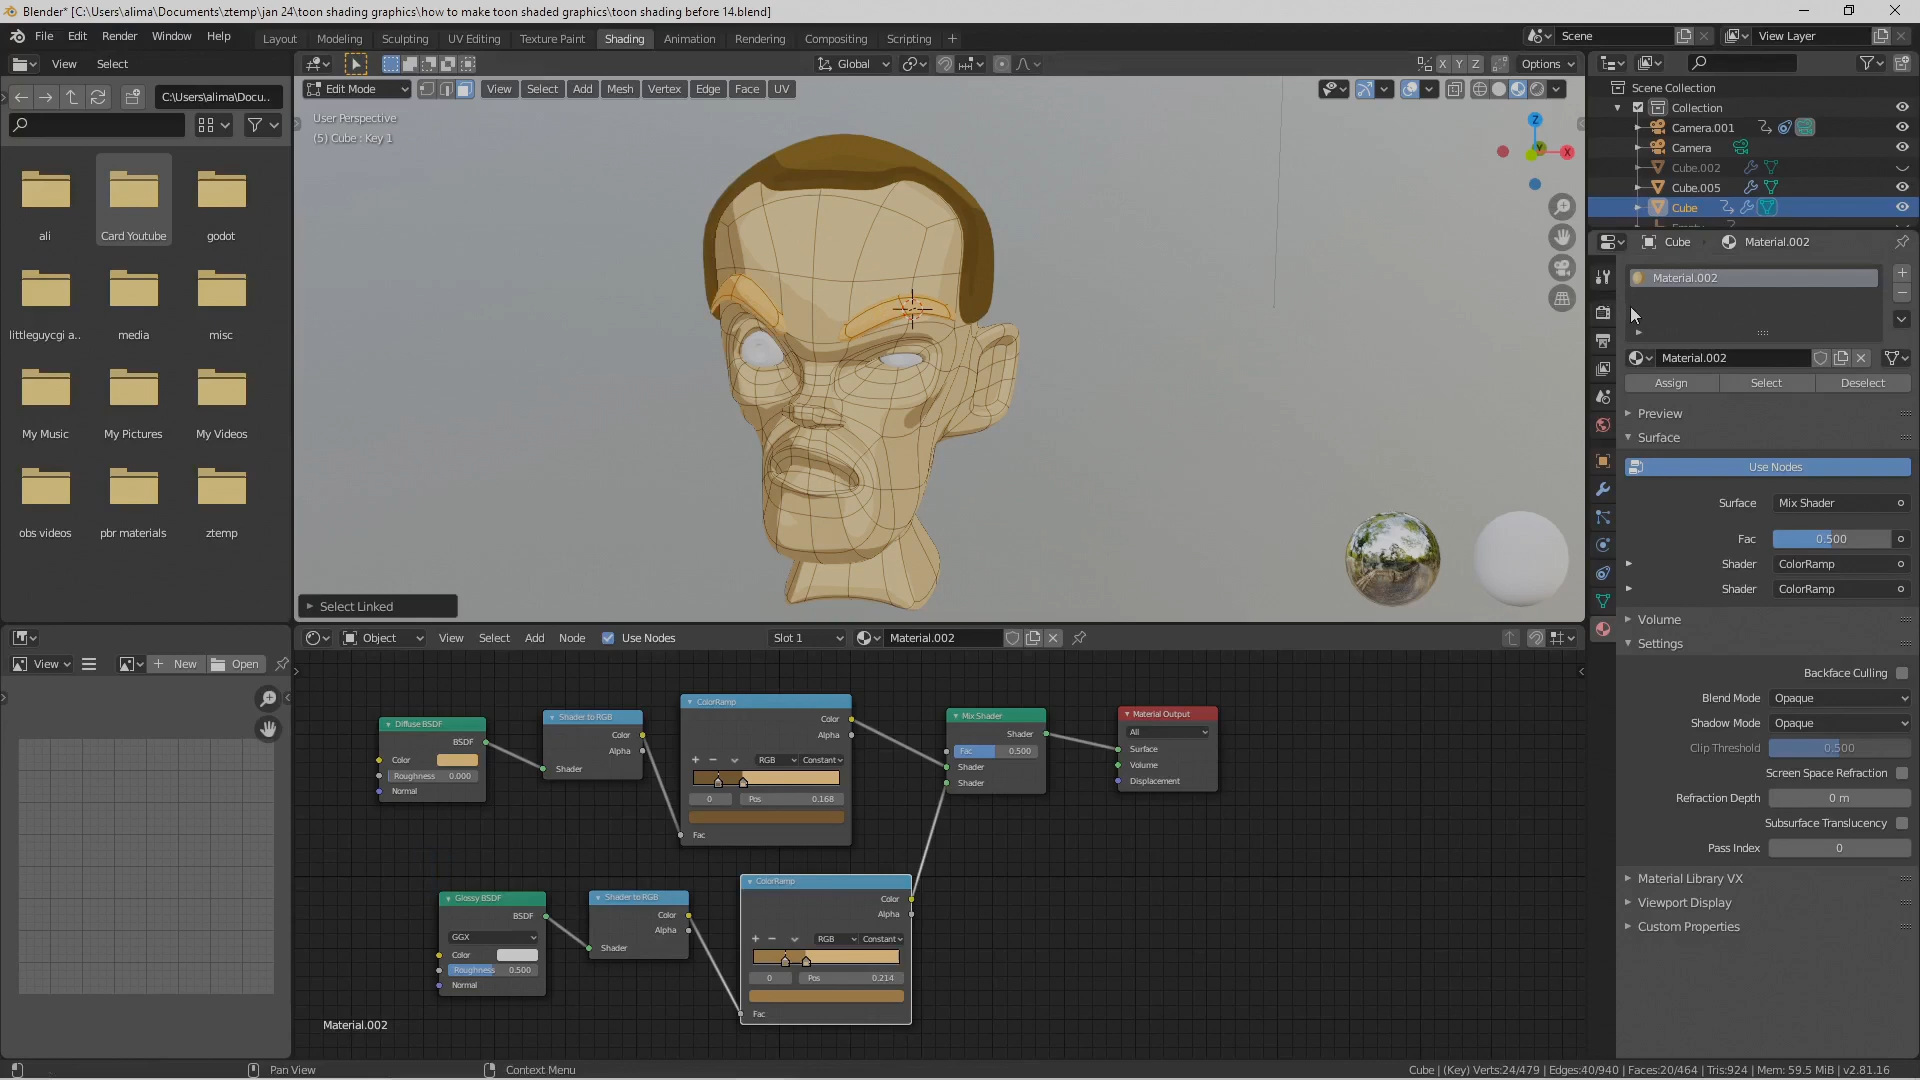 Blender* [C:\Users\alima\Documents\ztemp\jan 24\toon shading graphics\how to make toon shaded graphics\toon shading before 14.blend]
File Edit Render Window Help
Layout Modeling Sculpting UV Editing Texture Paint Shading Animation Rendering Compositing Scripting +
Scene
View Layer
View Select
Global
X Y Z
Options
C:\Users\alima\Docu..
Edit Mode
View Select Add Mesh Vertex Edge Face UV
User Perspective
(5) Cube : Key 1
Z
Y
X
ali
Card Youtube
godot
littleguycgi a..
media
misc
My Music
My Pictures
My Videos
obs videos
pbr materials
ztemp
Select Linked
Scene Collection
Collection
Camera.001
Camera
Cube.002
Cube.005
Cube
Cube
Material.002
Material.002
Material.002
Assign
Select
Deselect
Preview
Surface
Use Nodes
Surface Mix Shader
Fac 0.500
Shader ColorRamp
Shader ColorRamp
Volume
Settings
Backface Culling
Blend Mode Opaque
Shadow Mode Opaque
Clip Threshold 0.500
Screen Space Refraction
Refraction Depth 0 m
Subsurface Translucency
Pass Index 0
Material Library VX
Viewport Display
Custom Properties
View
New
Open
Object
View Select Add Node
Use Nodes
Slot 1
Material.002
Diffuse BSDF
BSDF
Color
Roughness 0.000
Normal
Shader to RGB
Color
Alpha
Shader
ColorRamp
Color
Alpha
RGB
Constant
0
Pos 0.168
Fac
Mix Shader
Shader
Fac 0.500
Shader
Shader
Material Output
All
Surface
Volume
Displacement
Glossy BSDF
BSDF
GGX
Color
Roughness 0.500
Normal
Shader to RGB
Color
Alpha
Shader
ColorRamp
Color
Alpha
RGB
Constant
0
Pos 0.214
Fac
Material.002
Pan View
Context Menu
Cube | (Key) Verts:24/479 | Edges:40/940 | Faces:20/464 | Tris:924 | Mem: 59.5 MiB | v2.81.16